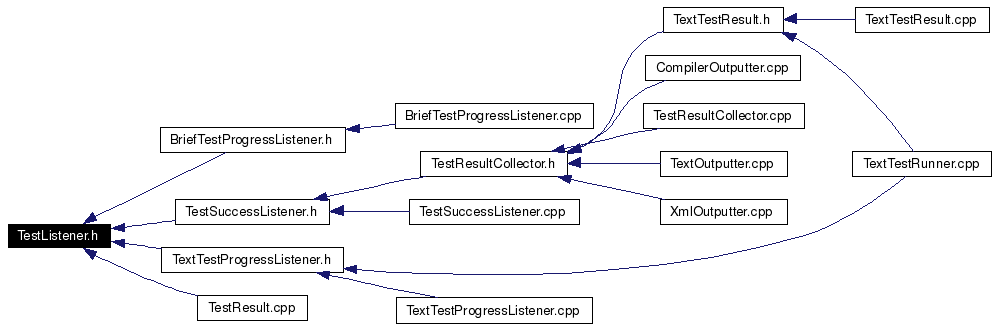 TextTestResult.h
TextTestResult.cpp
CompilerOutputter.cpp
BriefTestProgressListener.cpp
TestResultCollector.cpp
BriefTestProgressListener.h
TestResultCollector.h
TextOutputter.cpp
TextTestRunner.cpp
TestSuccessListener.h
TestSuccessListener.cpp
XmlOutputter.cpp
TestListener.h
TextTestProgressListener.h
TestResult.cpp
TextTestProgressListener.cpp